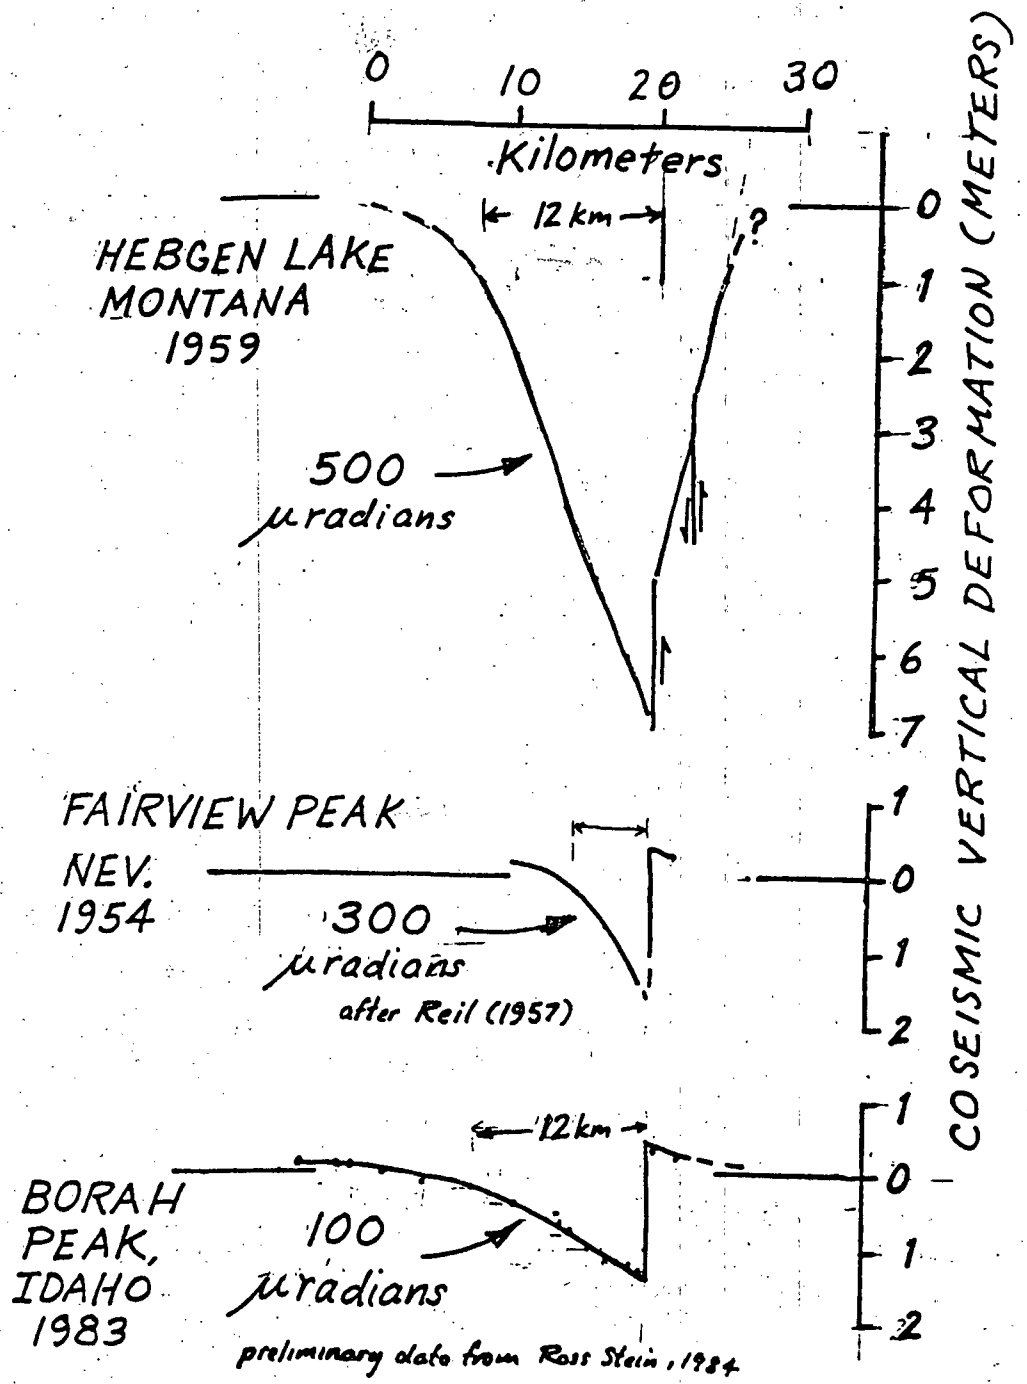 0 10 20 30
Kilometers
12 km
?
HEBGEN LAKE
MONTANA
1959
500
μradians
0
1
2
3
4
5
6
7
COSEISMIC VERTICAL DEFORMATION (METERS)
FAIRVIEW PEAK
NEV.
1954
300
μradians
after Reil (1957)
1
0
1
2
12 km
BORAH
PEAK,
IDAHO
1983
100
μradians
preliminary data from Ross Stein, 1984
1
0
1
2